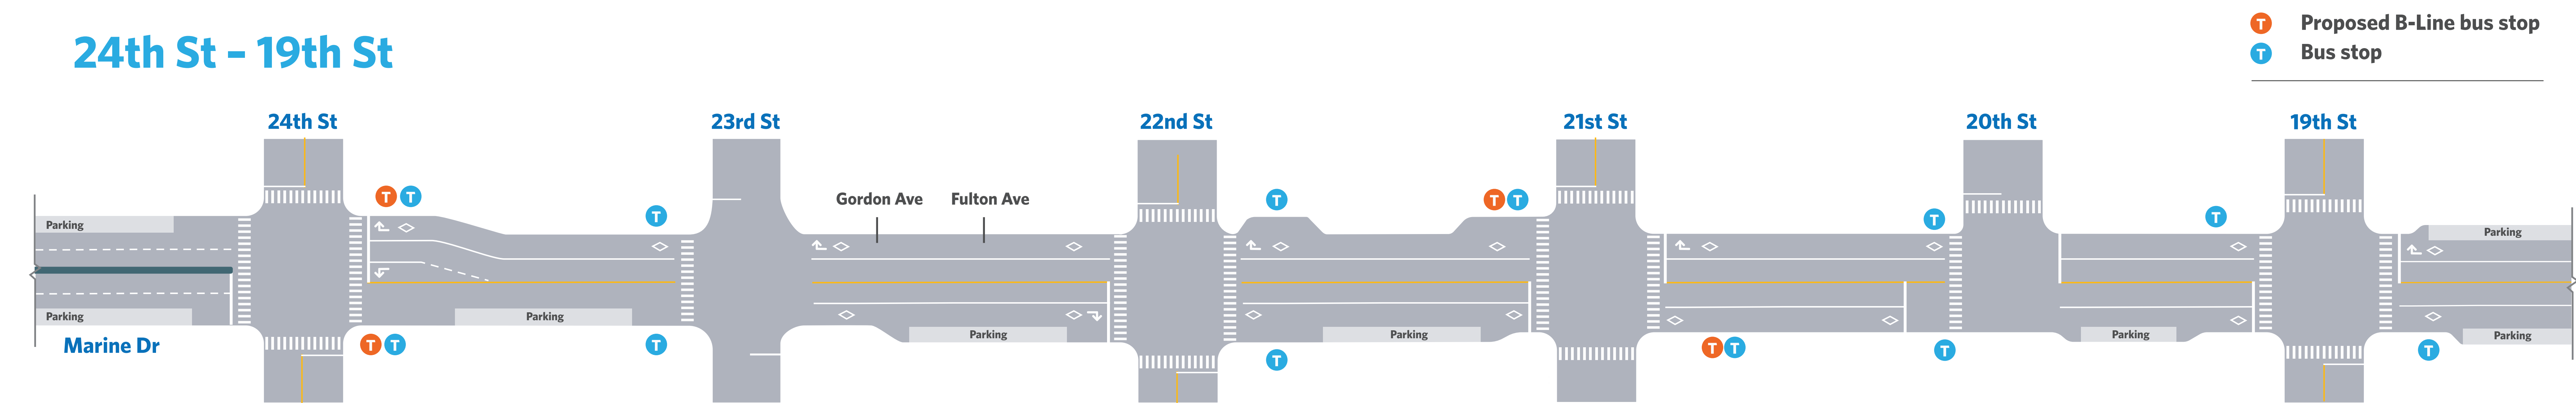 24th St – 19th St
T Proposed B-Line bus stop
T Bus stop
24th St
23rd St
22nd St
21st St
20th St
19th St
T T
T
Gordon Ave
Fulton Ave
T
T T
T
T
Parking
Parking
Parking
Parking
Parking
Parking
Parking
Parking
Marine Dr
T T
T
T
T T
T
T